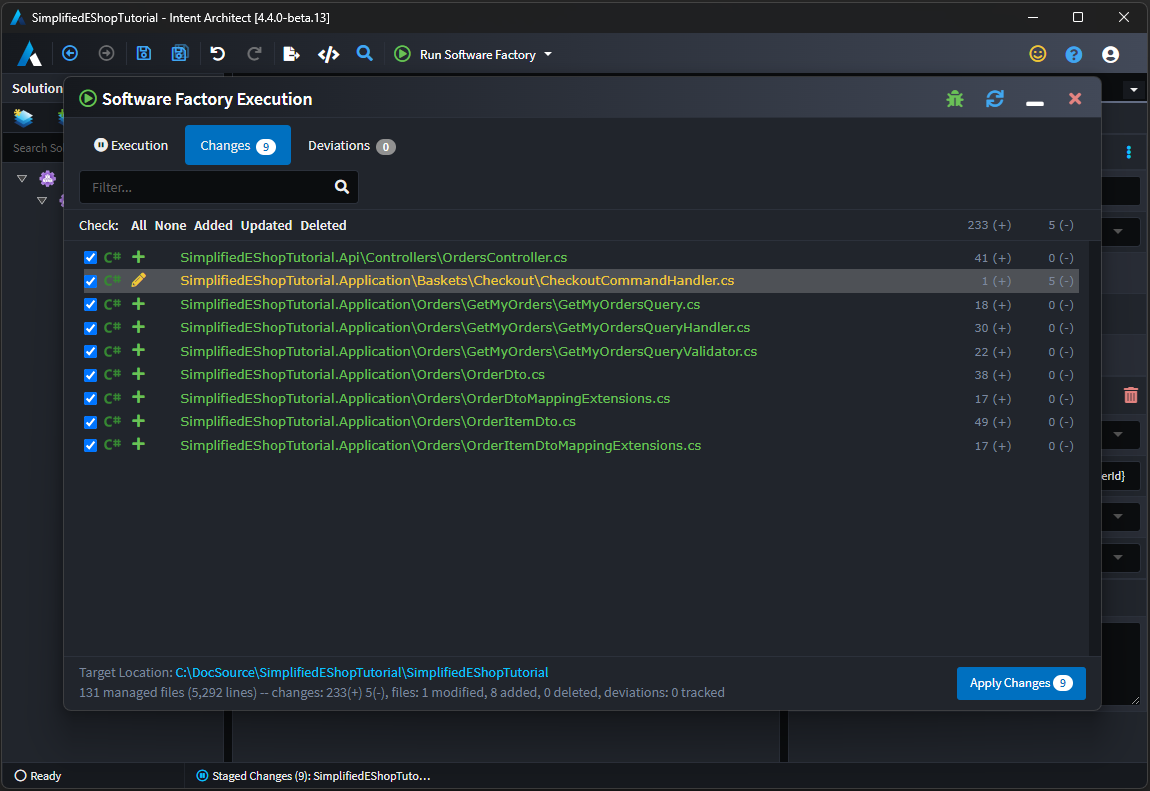 SimplifiedEShopTutorial - Intent Architect [4.4.0-beta.13]
Run Software Factory
Solution
Software Factory Execution
Search So
Execution
Changes 9
Deviations 0
Filter...
Check: All None Added Updated Deleted 233 (+) 5 (-)
C# SimplifiedEShopTutorial.Api\Controllers\OrdersController.cs 41 (+) 0 (-)
C# SimplifiedEShopTutorial.Application\Baskets\Checkout\CheckoutCommandHandler.cs 1 (+) 5 (-)
C# SimplifiedEShopTutorial.Application\Orders\GetMyOrders\GetMyOrdersQuery.cs 18 (+) 0 (-)
C# SimplifiedEShopTutorial.Application\Orders\GetMyOrders\GetMyOrdersQueryHandler.cs 30 (+) 0 (-)
C# SimplifiedEShopTutorial.Application\Orders\GetMyOrders\GetMyOrdersQueryValidator.cs 22 (+) 0 (-)
C# SimplifiedEShopTutorial.Application\Orders\OrderDto.cs 38 (+) 0 (-)
C# SimplifiedEShopTutorial.Application\Orders\OrderDtoMappingExtensions.cs 17 (+) 0 (-)
C# SimplifiedEShopTutorial.Application\Orders\OrderItemDto.cs 49 (+) 0 (-)
C# SimplifiedEShopTutorial.Application\Orders\OrderItemDtoMappingExtensions.cs 17 (+) 0 (-)
erId}
Target Location: C:\DocSource\SimplifiedEShopTutorial\SimplifiedEShopTutorial
131 managed files (5,292 lines) -- changes: 233(+) 5(-), files: 1 modified, 8 added, 0 deleted, deviations: 0 tracked
Apply Changes 9
Ready
Staged Changes (9): SimplifiedEShopTuto...